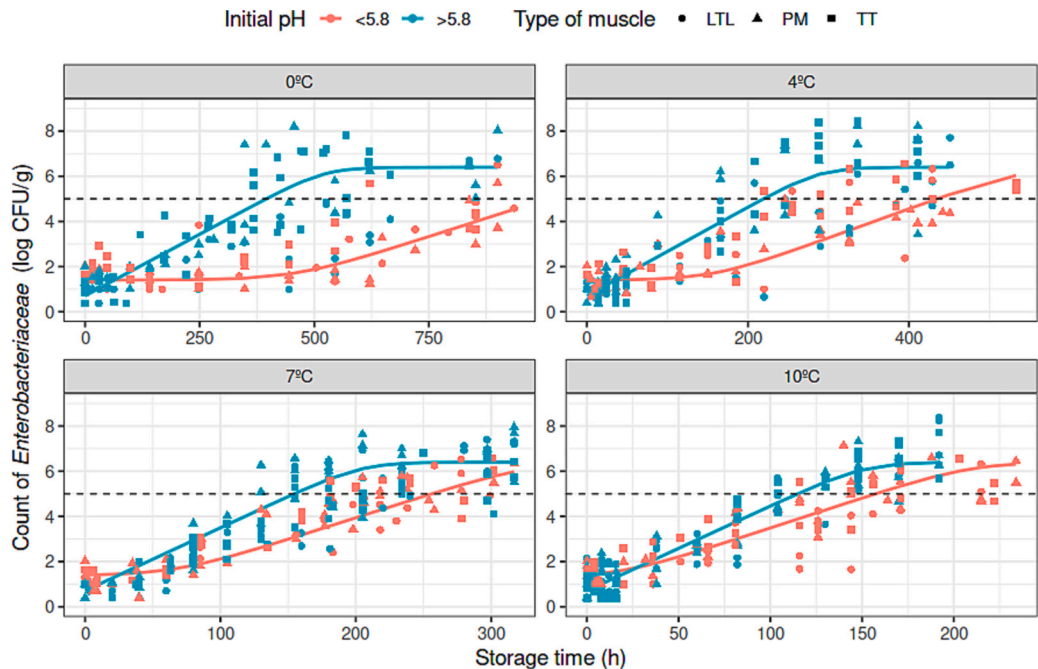 Initial pH <5.8 >5.8 Type of muscle LTL PM TT
0ºC
4ºC
8
6
4
2
0
0 250 500 750
0 200 400
7ºC
10ºC
8
6
4
2
0
0 100 200 300
0 50 100 150 200
Count of Enterobacteriaceae (log CFU/g)
Storage time (h)